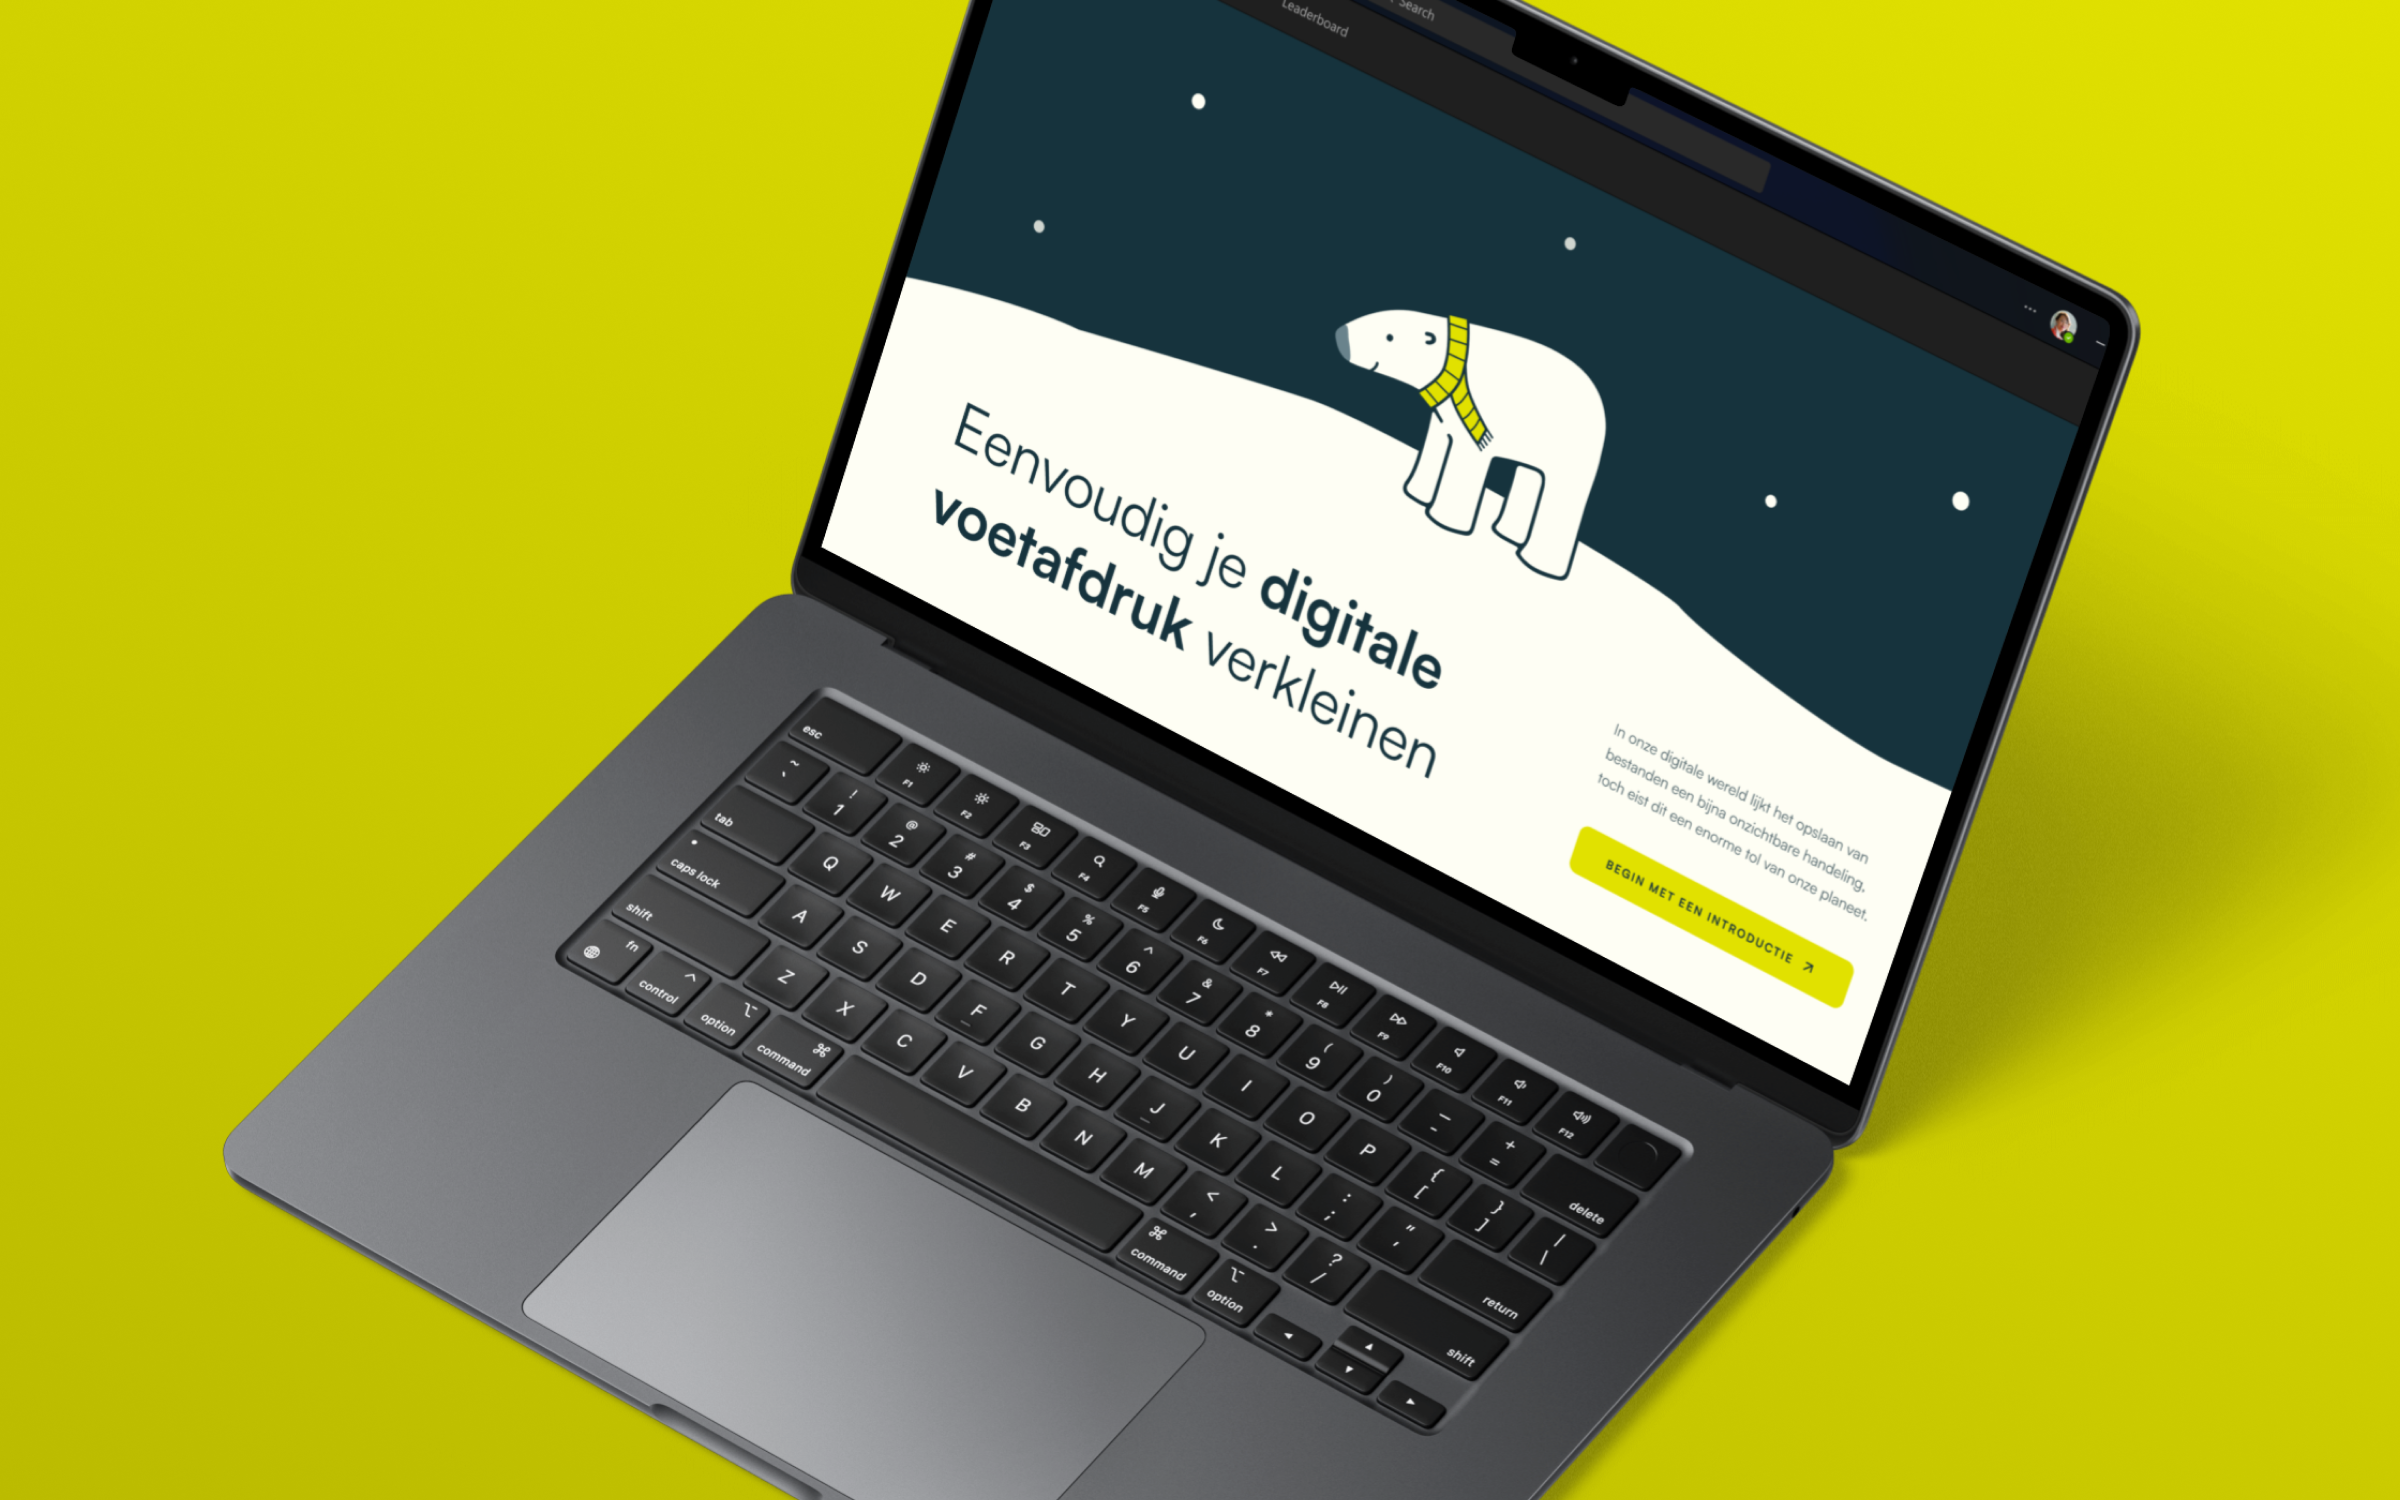 Search
Leaderboard
Eenvoudig je digitale
voetafdruk verkleinen
In onze digitale wereld lijkt het opslaan van
bestanden een bijna onzichtbare handeling,
toch eist dit een enorme tol van onze planeet.
BEGIN MET EEN INTRODUCTIE
esc F1 F2 F3 F4 F5 F6 F7 F8 F9 F10 F11 F12
~ ` ! 1 @ 2 # 3 $ 4 % 5 ^ 6 & 7 * 8 ( 9 ) 0 _ - + = delete
tab Q W E R T Y U I O P { [ } ] | \
caps lock A S D F G H J K L : ; " ' return
shift Z X C V B N M < , > . ? / shift
fn control option command command option